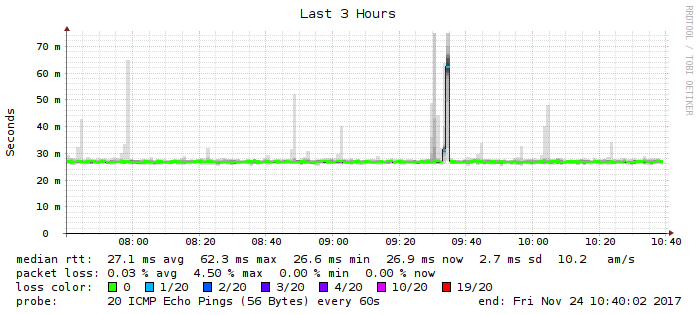 Last 3 Hours
RRDTOOL / TOBI OETIKER
Seconds
70 m
60 m
50 m
40 m
30 m
20 m
10 m
0
08:00 08:20 08:40 09:00 09:20 09:40 10:00 10:20 10:40
median rtt: 27.1 ms avg 62.3 ms max 26.6 ms min 26.9 ms now 2.7 ms sd 10.2 am/s
packet loss: 0.03 % avg 4.50 % max 0.00 % min 0.00 % now
loss color: 0 1/20 2/20 3/20 4/20 10/20 19/20
probe: 20 ICMP Echo Pings (56 Bytes) every 60s end: Fri Nov 24 10:40:02 2017